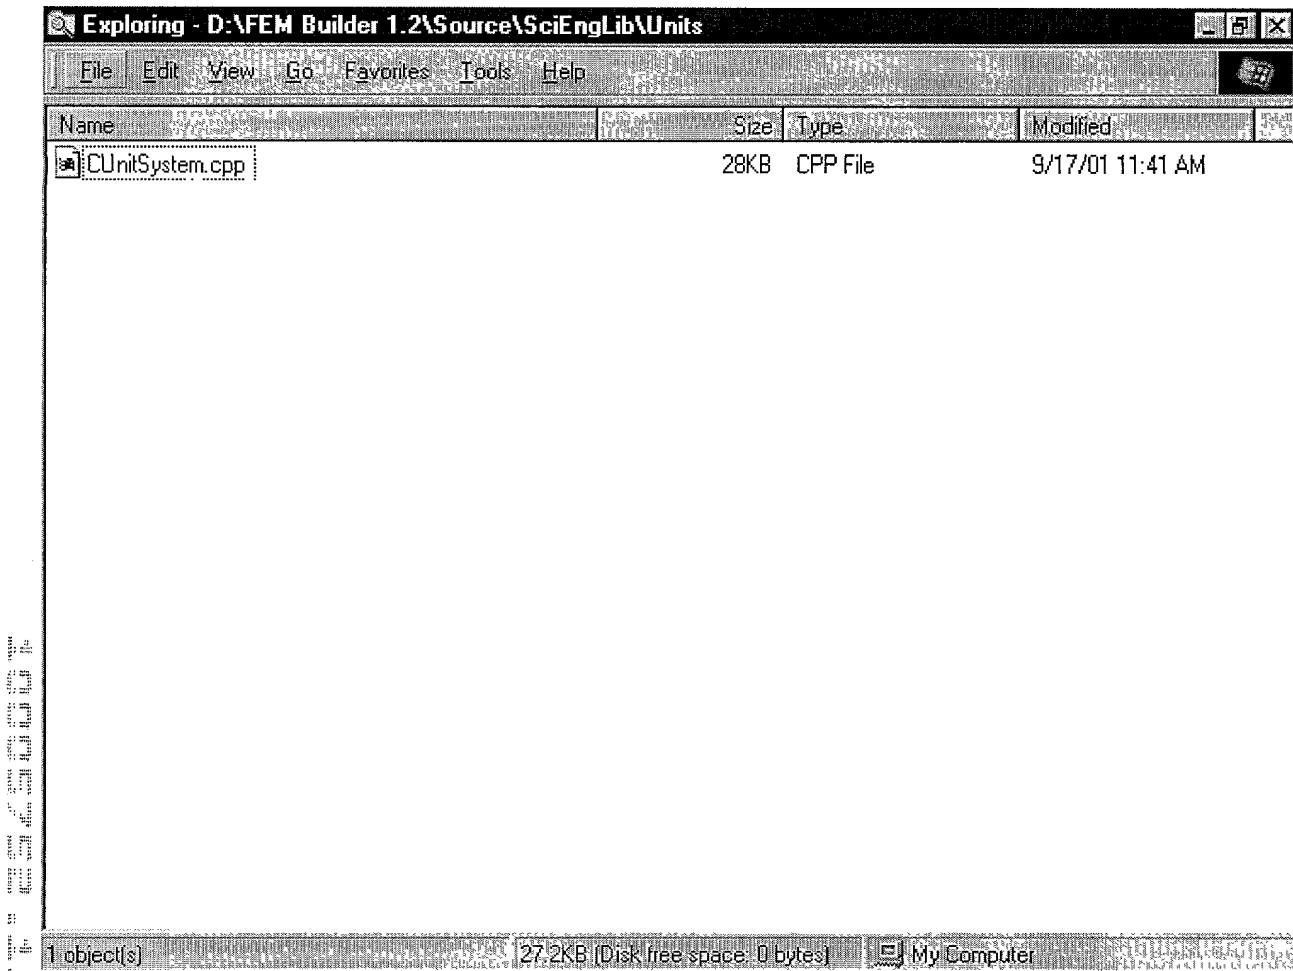 Exploring - D:\FEM Builder 1.2\Source\SciEngLib\Units
File Edit View Go Favorites Tools Help
Name Size Type Modified
CUnitSystem.cpp 28KB CPP File 9/17/01 11:41 AM
1 object(s) 27.2KB (Disk free space: 0 bytes) My Computer